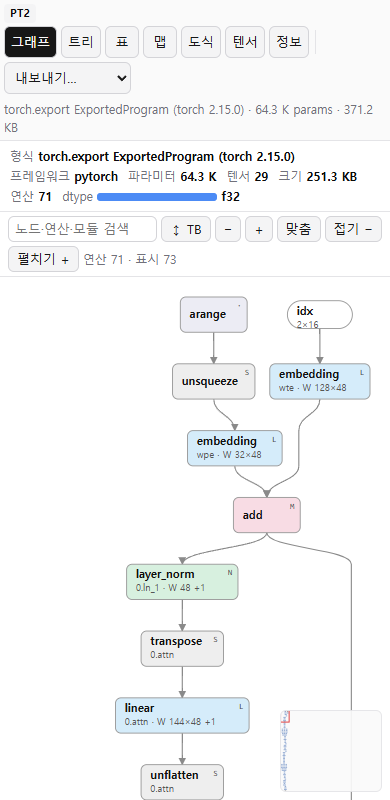 PT2
그래프 트리 표 맵 도식 텐서 정보
내보내기...
torch.export ExportedProgram (torch 2.15.0) · 64.3 K params · 371.2
KB
형식 torch.export ExportedProgram (torch 2.15.0)
프레임워크 pytorch 파라미터 64.3 K 텐서 29 크기 251.3 KB
연산 71 dtype f32
노드·연산·모듈 검색 ↕ TB − + 맞춤 접기 −
펼치기 + 연산 71 · 표시 73
arange
idx
2×16
unsqueeze S
embedding L
wte · W 128×48
embedding L
wpe · W 32×48
add M
layer_norm N
0.ln_1 · W 48 +1
transpose S
0.attn
linear L
0.attn · W 144×48 +1
unflatten S
0.attn